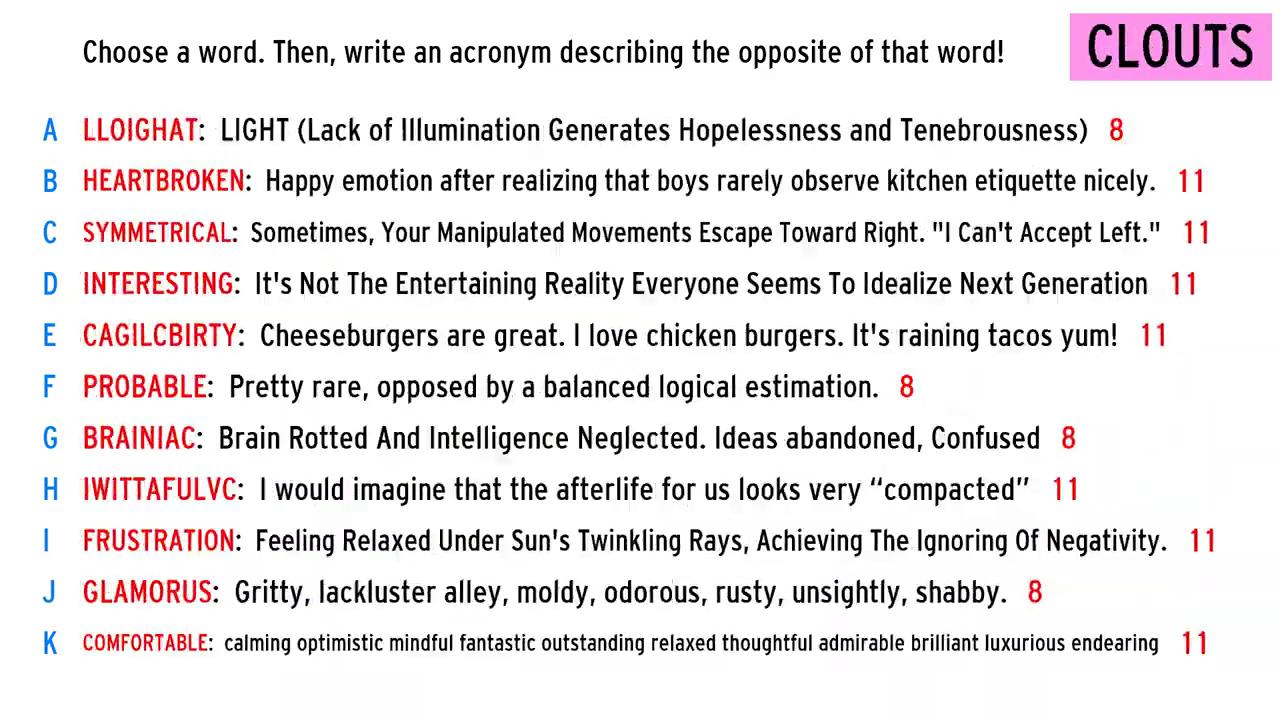 Choose a word. Then, write an acronym describing the opposite of that word!
CLOUTS
A LLOIGHAT: LIGHT (Lack of Illumination Generates Hopelessness and Tenebrousness) 8
B HEARTBROKEN: Happy emotion after realizing that boys rarely observe kitchen etiquette nicely. 11
C SYMMETRICAL: Sometimes, Your Manipulated Movements Escape Toward Right. "I Can't Accept Left." 11
D INTERESTING: It's Not The Entertaining Reality Everyone Seems To Idealize Next Generation 11
E CAGILCBIRTY: Cheeseburgers are great. I love chicken burgers. It's raining tacos yum! 11
F PROBABLE: Pretty rare, opposed by a balanced logical estimation. 8
G BRAINIAC: Brain Rotted And Intelligence Neglected. Ideas abandoned, Confused 8
H IWITTAFULVC: I would imagine that the afterlife for us looks very “compacted” 11
I FRUSTRATION: Feeling Relaxed Under Sun's Twinkling Rays, Achieving The Ignoring Of Negativity. 11
J GLAMORUS: Gritty, lackluster alley, moldy, odorous, rusty, unsightly, shabby. 8
K COMFORTABLE: calming optimistic mindful fantastic outstanding relaxed thoughtful admirable brilliant luxurious endearing 11